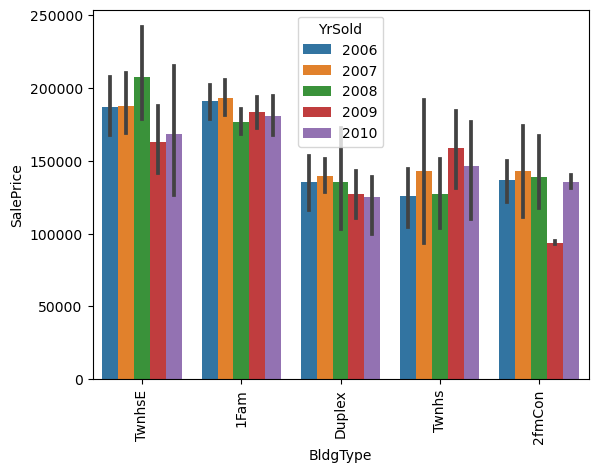 YrSold
2006
2007
2008
2009
2010
250000
200000
150000
100000
50000
0
SalePrice
TwnhsE
1Fam
Duplex
Twnhs
2fmCon
BldgType